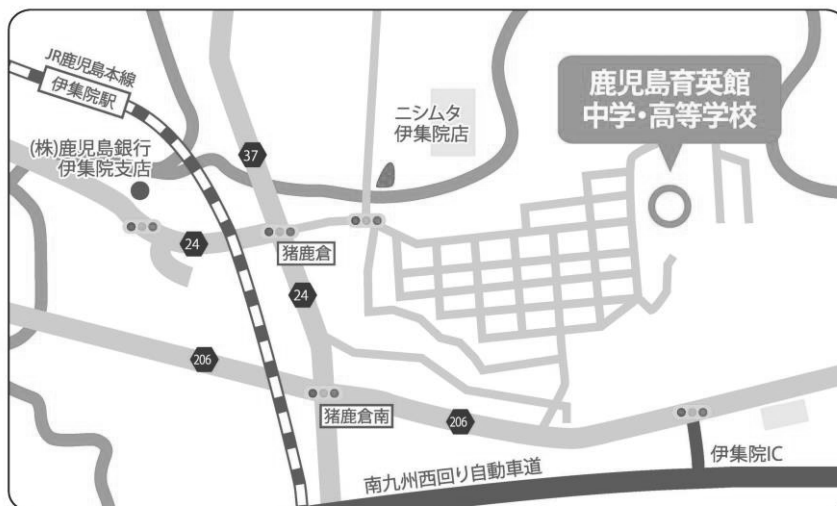 JR鹿児島本線
伊集院駅
(株)鹿児島銀行
伊集院支店
37
ニシムタ
伊集院店
鹿児島育英館
中学・高等学校
24
猪鹿倉
24
206
猪鹿倉南
206
南九州西回り自動車道
伊集院IC